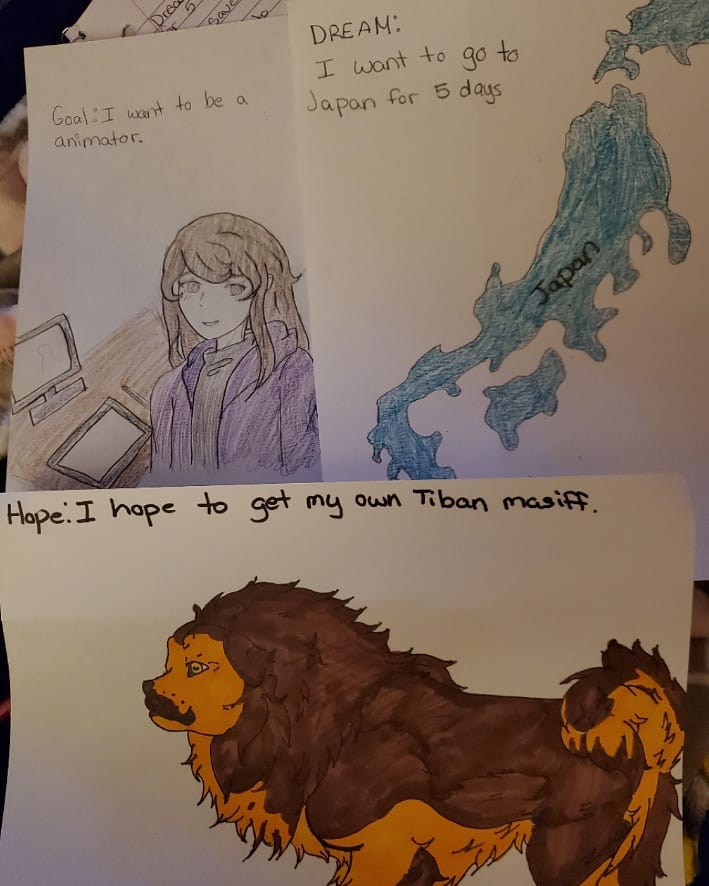 Goal: I want to be a
animator.
DREAM:
I want to go to
Japan for 5 days
Japan
Hope: I hope to get my own Tiban masiff.